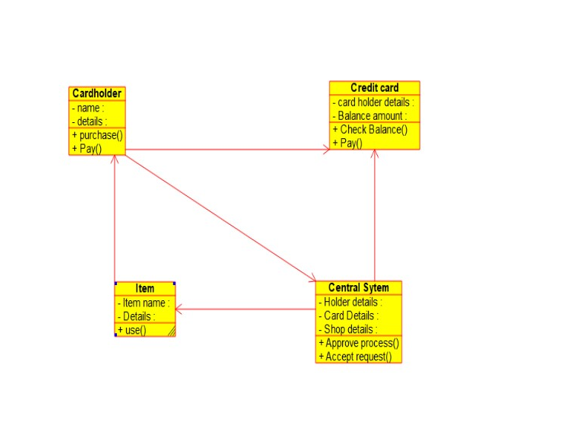 Cardholder
- name :
- details :
+ purchase()
+ Pay()
Credit card
- card holder details :
- Balance amount :
+ Check Balance()
+ Pay()
Item
- Item name :
- Details :
+ use()
Central Sytem
- Holder details :
- Card Details :
- Shop details :
+ Approve process()
+ Accept request()